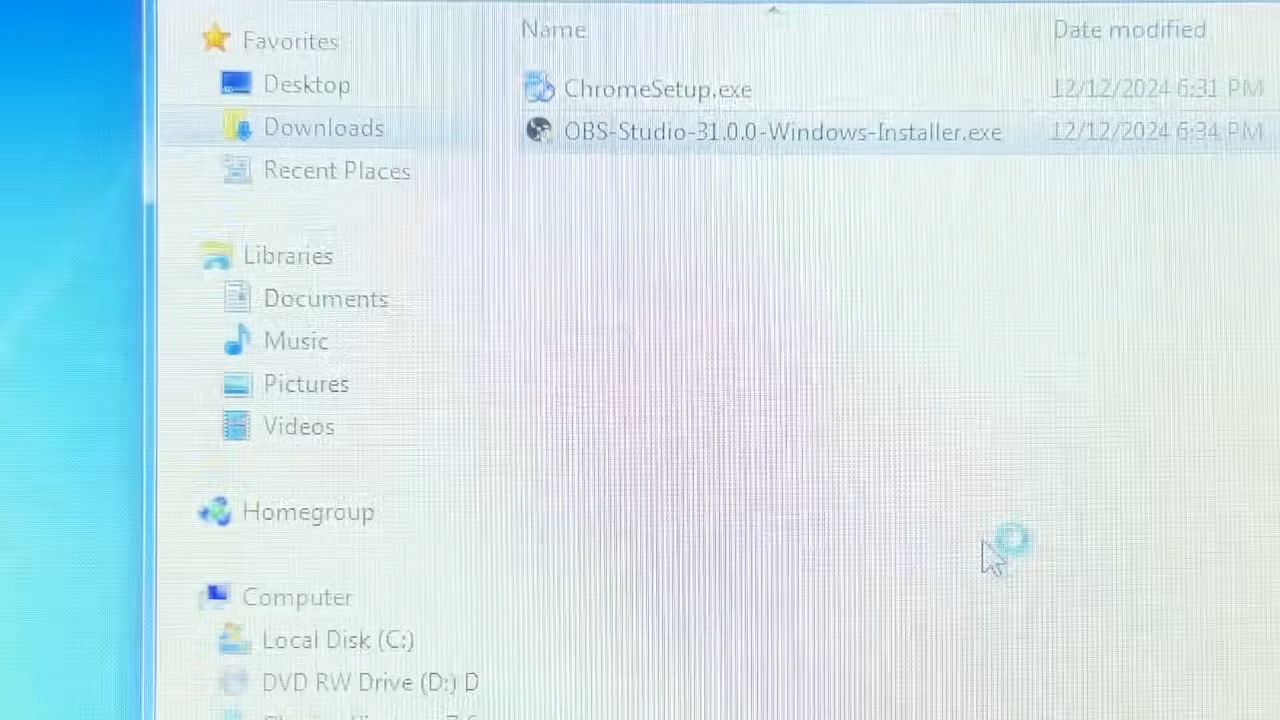 Favorites
Desktop
Downloads
Recent Places
Libraries
Documents
Music
Pictures
Videos
Homegroup
Computer
Local Disk (C:)
DVD RW Drive (D:) D
Name
Date modified
ChromeSetup.exe
12/12/2024 6:31 PM
OBS-Studio-31.0.0-Windows-Installer.exe
12/12/2024 6:34 PM